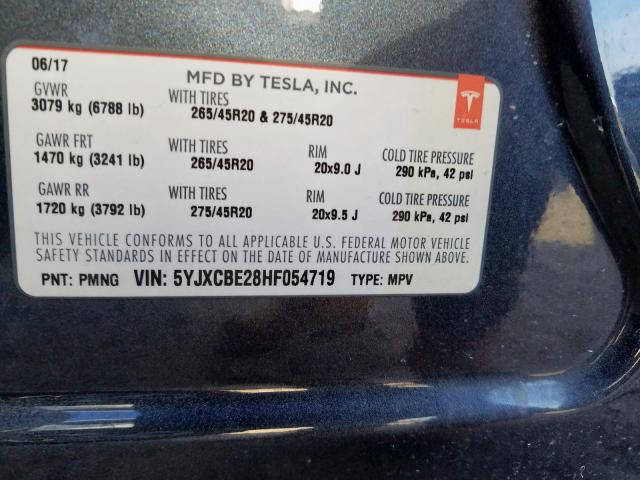 06/17
MFD BY TESLA, INC.
GVWR
3079 kg (6788 lb)
WITH TIRES
265/45R20 & 275/45R20
TESLA
GAWR FRT
1470 kg (3241 lb)
WITH TIRES
265/45R20
RIM
20x9.0 J
COLD TIRE PRESSURE
290 kPa, 42 psi
GAWR RR
1720 kg (3792 lb)
WITH TIRES
275/45R20
RIM
20x9.5 J
COLD TIRE PRESSURE
290 kPa, 42 psi
THIS VEHICLE CONFORMS TO ALL APPLICABLE U.S. FEDERAL MOTOR VEHICLE
SAFETY STANDARDS IN EFFECT ON THE DATE OF MANUFACTURE SHOWN ABOVE.
PNT: PMNG VIN: 5YJXCBE28HF054719 TYPE: MPV